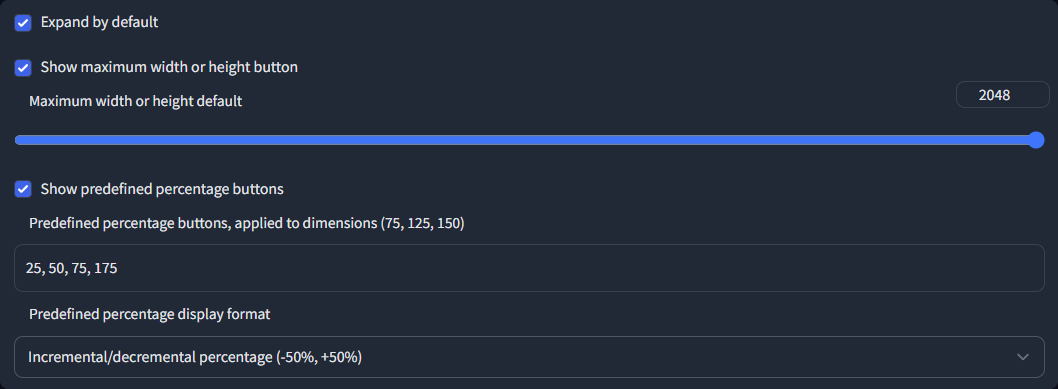 Expand by default
Show maximum width or height button
Maximum width or height default
2048
Show predefined percentage buttons
Predefined percentage buttons, applied to dimensions (75, 125, 150)
25, 50, 75, 175
Predefined percentage display format
Incremental/decremental percentage (-50%, +50%)